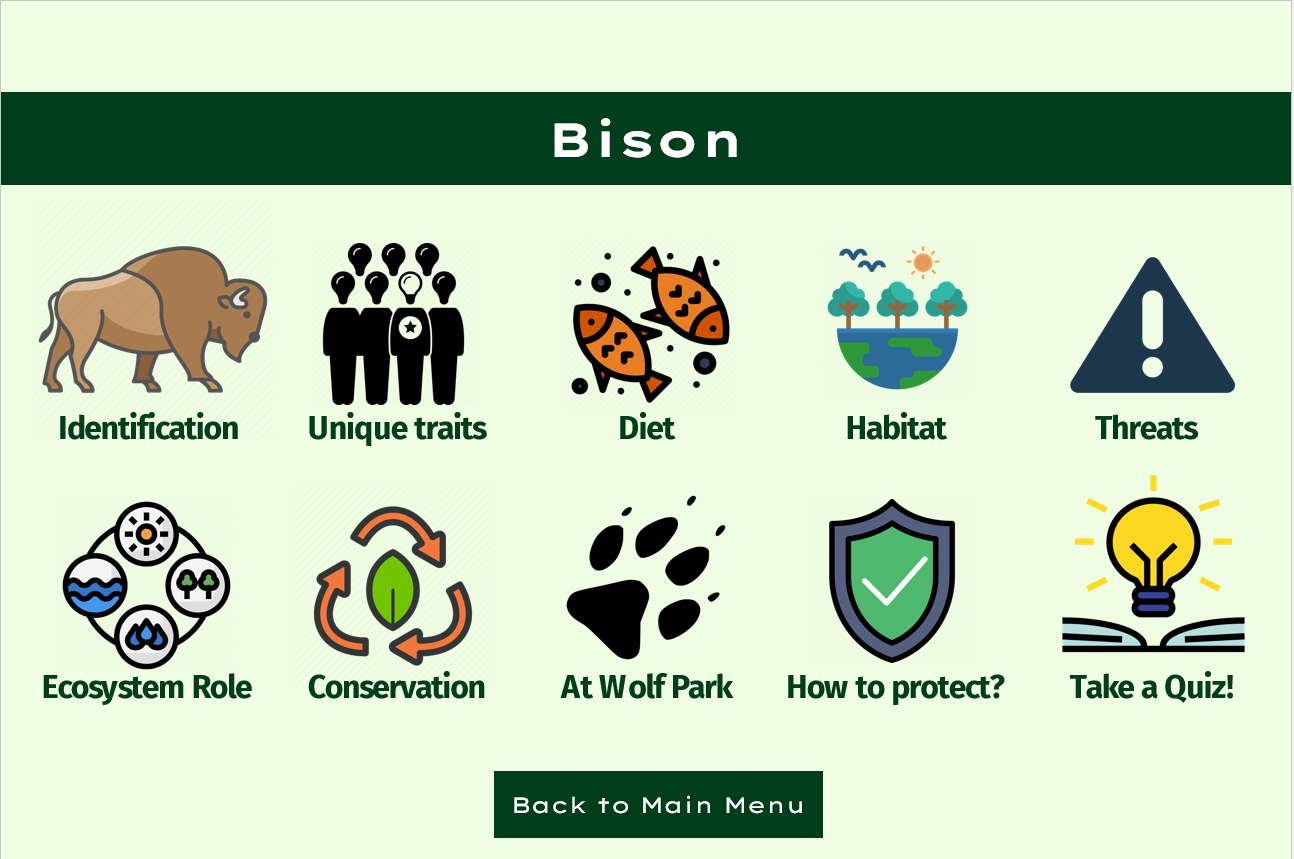 Bison
Identification
Unique traits
Diet
Habitat
Threats
Ecosystem Role
Conservation
At Wolf Park
How to protect?
Take a Quiz!
Back to Main Menu